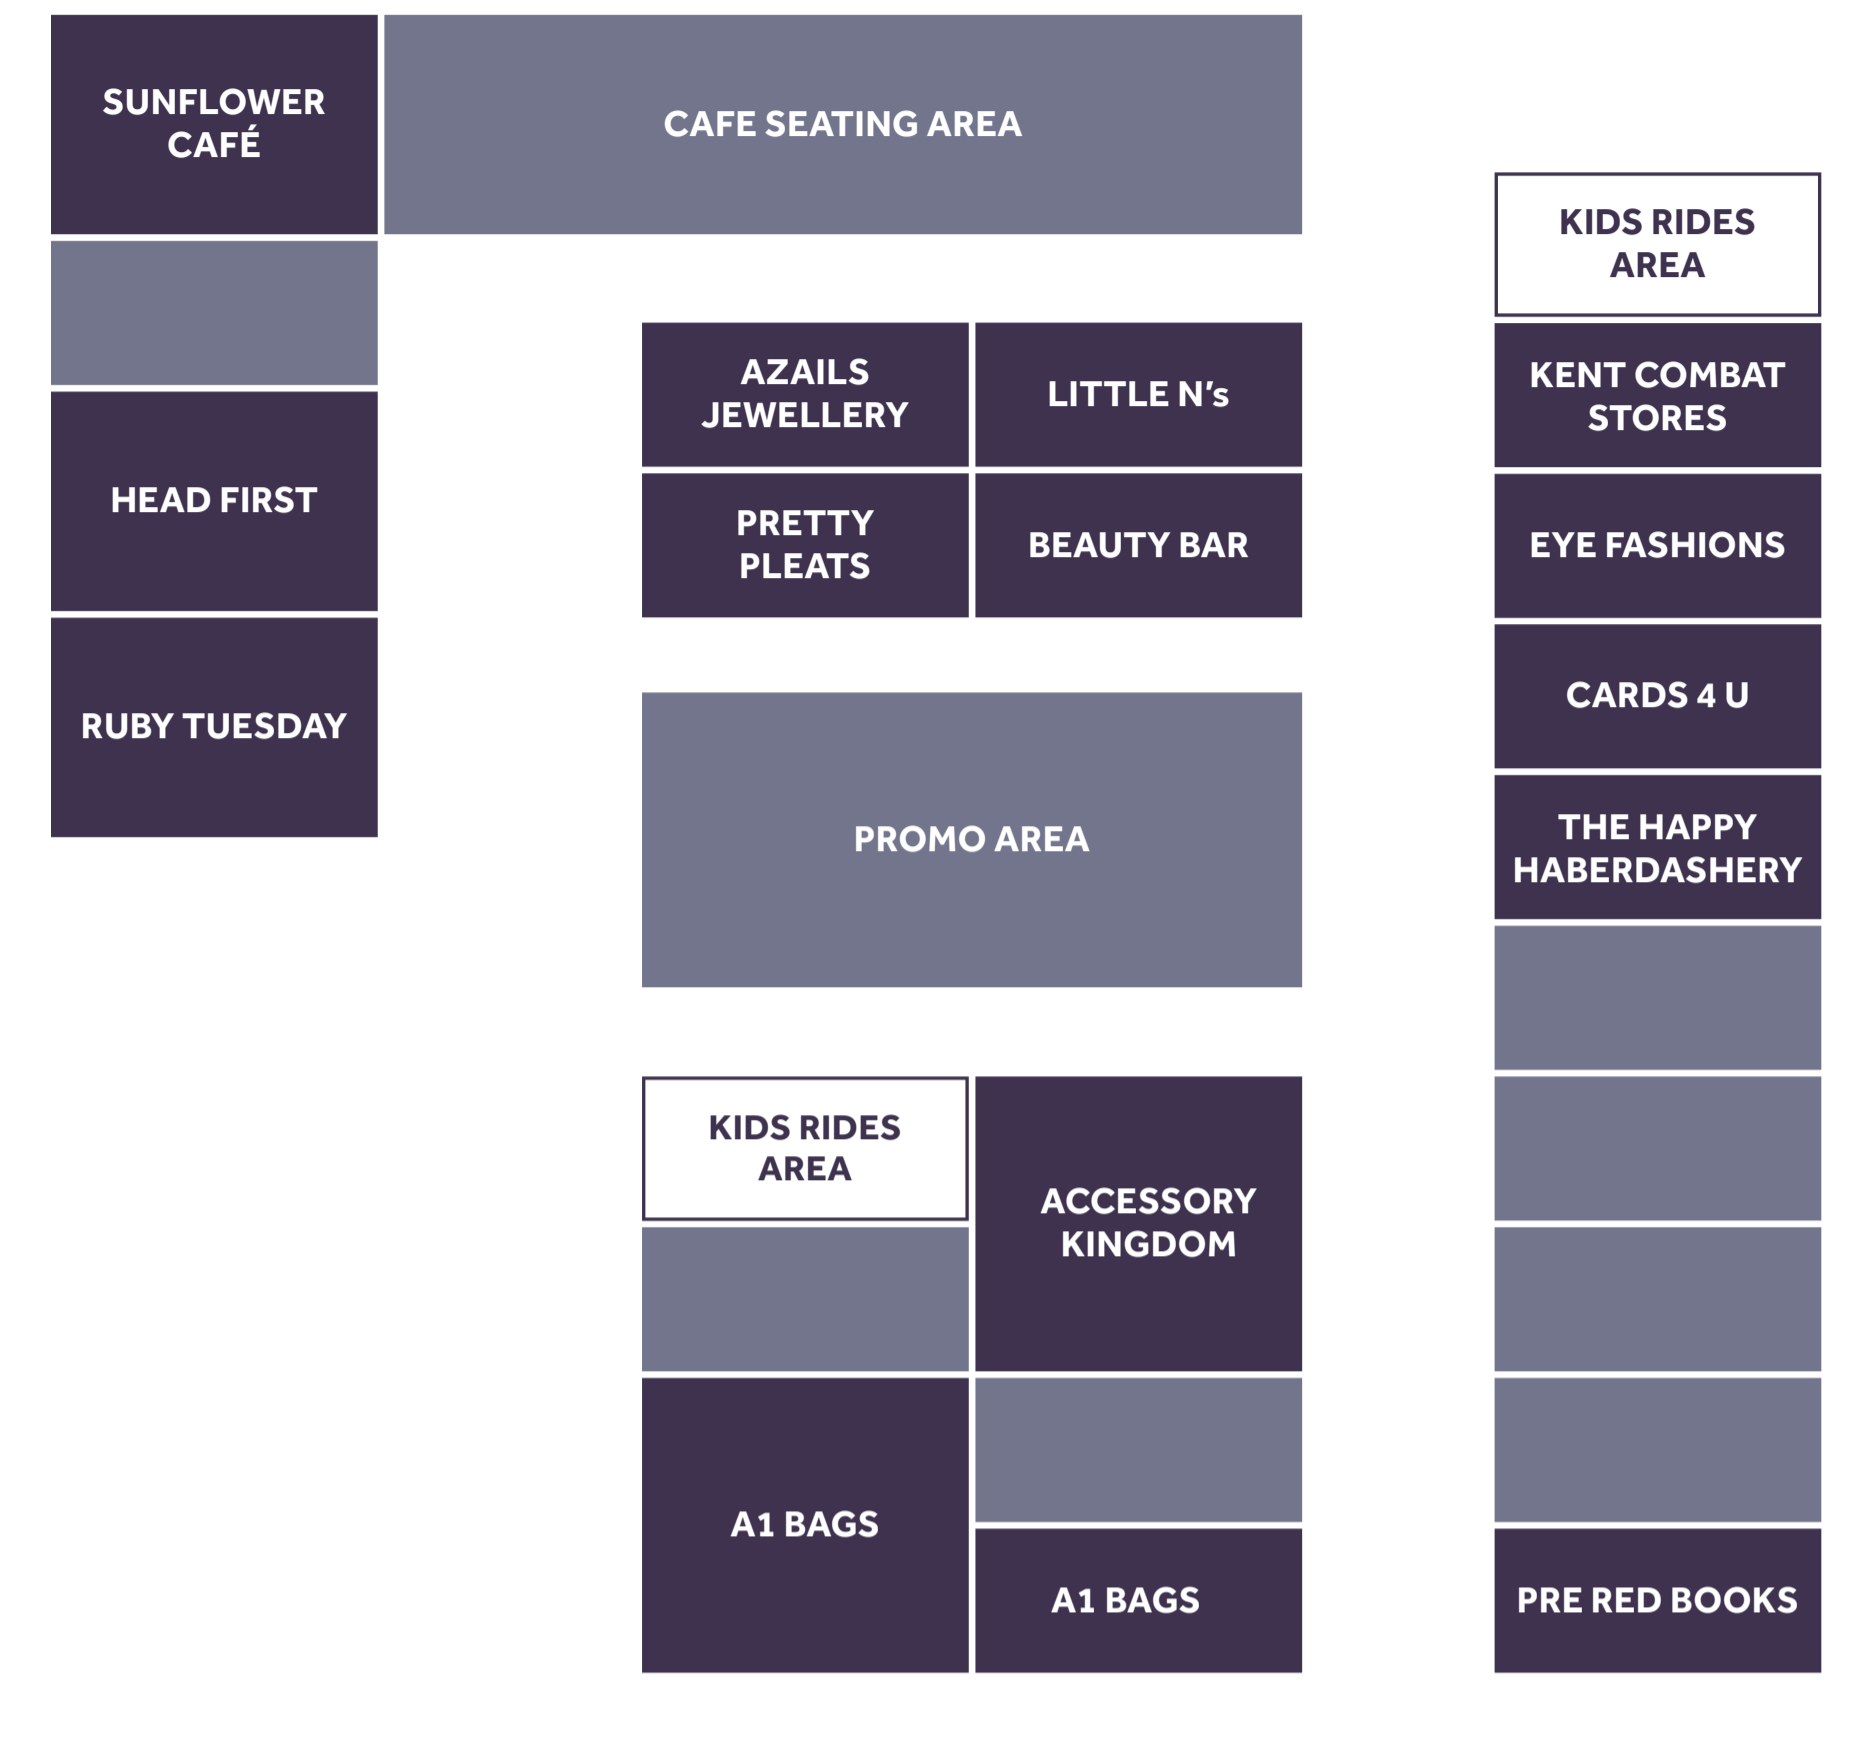 SUNFLOWER
CAFÉ
CAFE SEATING AREA
KIDS RIDES
AREA
AZAILS
JEWELLERY
LITTLE N's
KENT COMBAT
STORES
HEAD FIRST
PRETTY
PLEATS
BEAUTY BAR
EYE FASHIONS
RUBY TUESDAY
CARDS 4 U
PROMO AREA
THE HAPPY
HABERDASHERY
KIDS RIDES
AREA
ACCESSORY
KINGDOM
A1 BAGS
A1 BAGS
PRE RED BOOKS